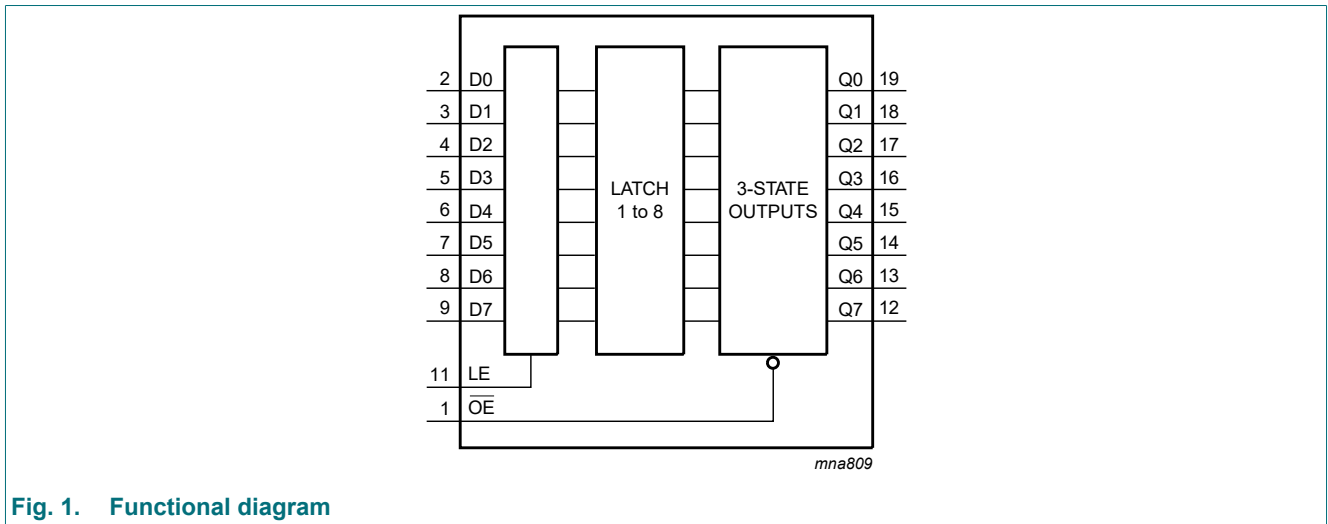 2 D0 Q0 19
3 D1 Q1 18
4 D2 Q2 17
5 D3 Q3 16
LATCH 1 to 8
3-STATE OUTPUTS
6 D4 Q4 15
7 D5 Q5 14
8 D6 Q6 13
9 D7 Q7 12
11 LE
1 O̅E̅
mna809
Fig. 1. Functional diagram